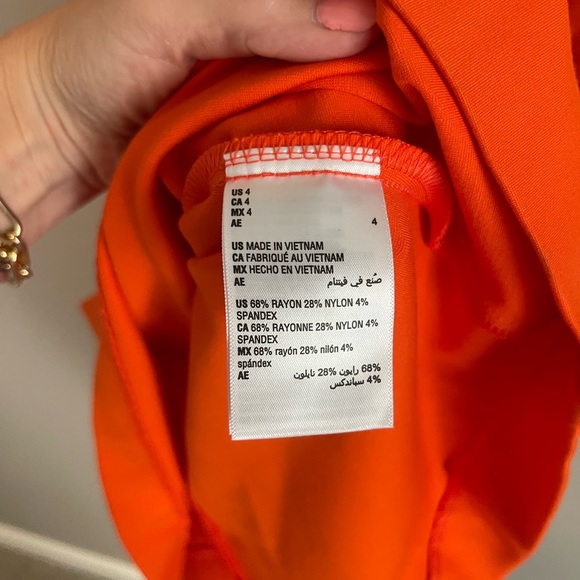 US 4
CA 4
MX 4
AE 4
US MADE IN VIETNAM
CA FABRIQUÉ AU VIETNAM
MX HECHO EN VIETNAM
AE صُنع في فيتنام
US 68% RAYON 28% NYLON 4%
SPANDEX
CA 68% RAYONNE 28% NYLON 4%
SPANDEX
MX 68% rayón 28% nilón 4%
spándex
AE 68% رايون 28% نايلون
4% سباندكس